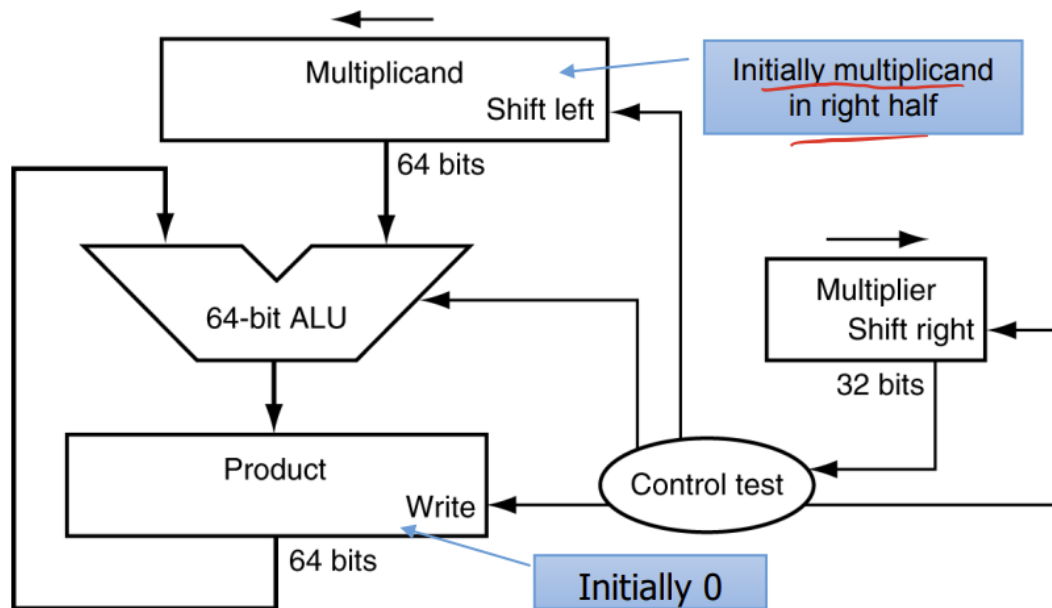 Multiplicand
Shift left
Initially multiplicand
in right half
64 bits
64-bit ALU
Multiplier
Shift right
32 bits
Product
Write
Control test
64 bits
Initially 0